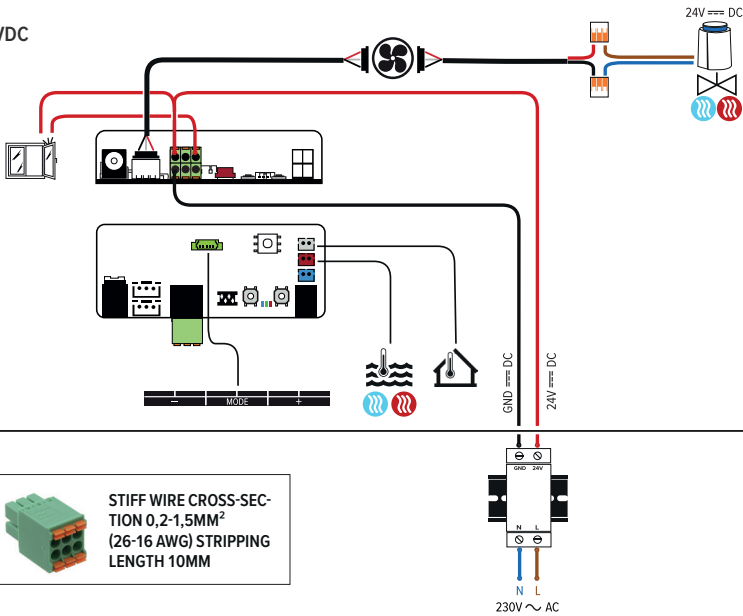 24V DC
VDC
GND DC
24V DC
− MODE +
GND 24V
N L
N L
230V ~ AC
STIFF WIRE CROSS-SEC-
TION 0,2-1,5MM²
(26-16 AWG) STRIPPING
LENGTH 10MM